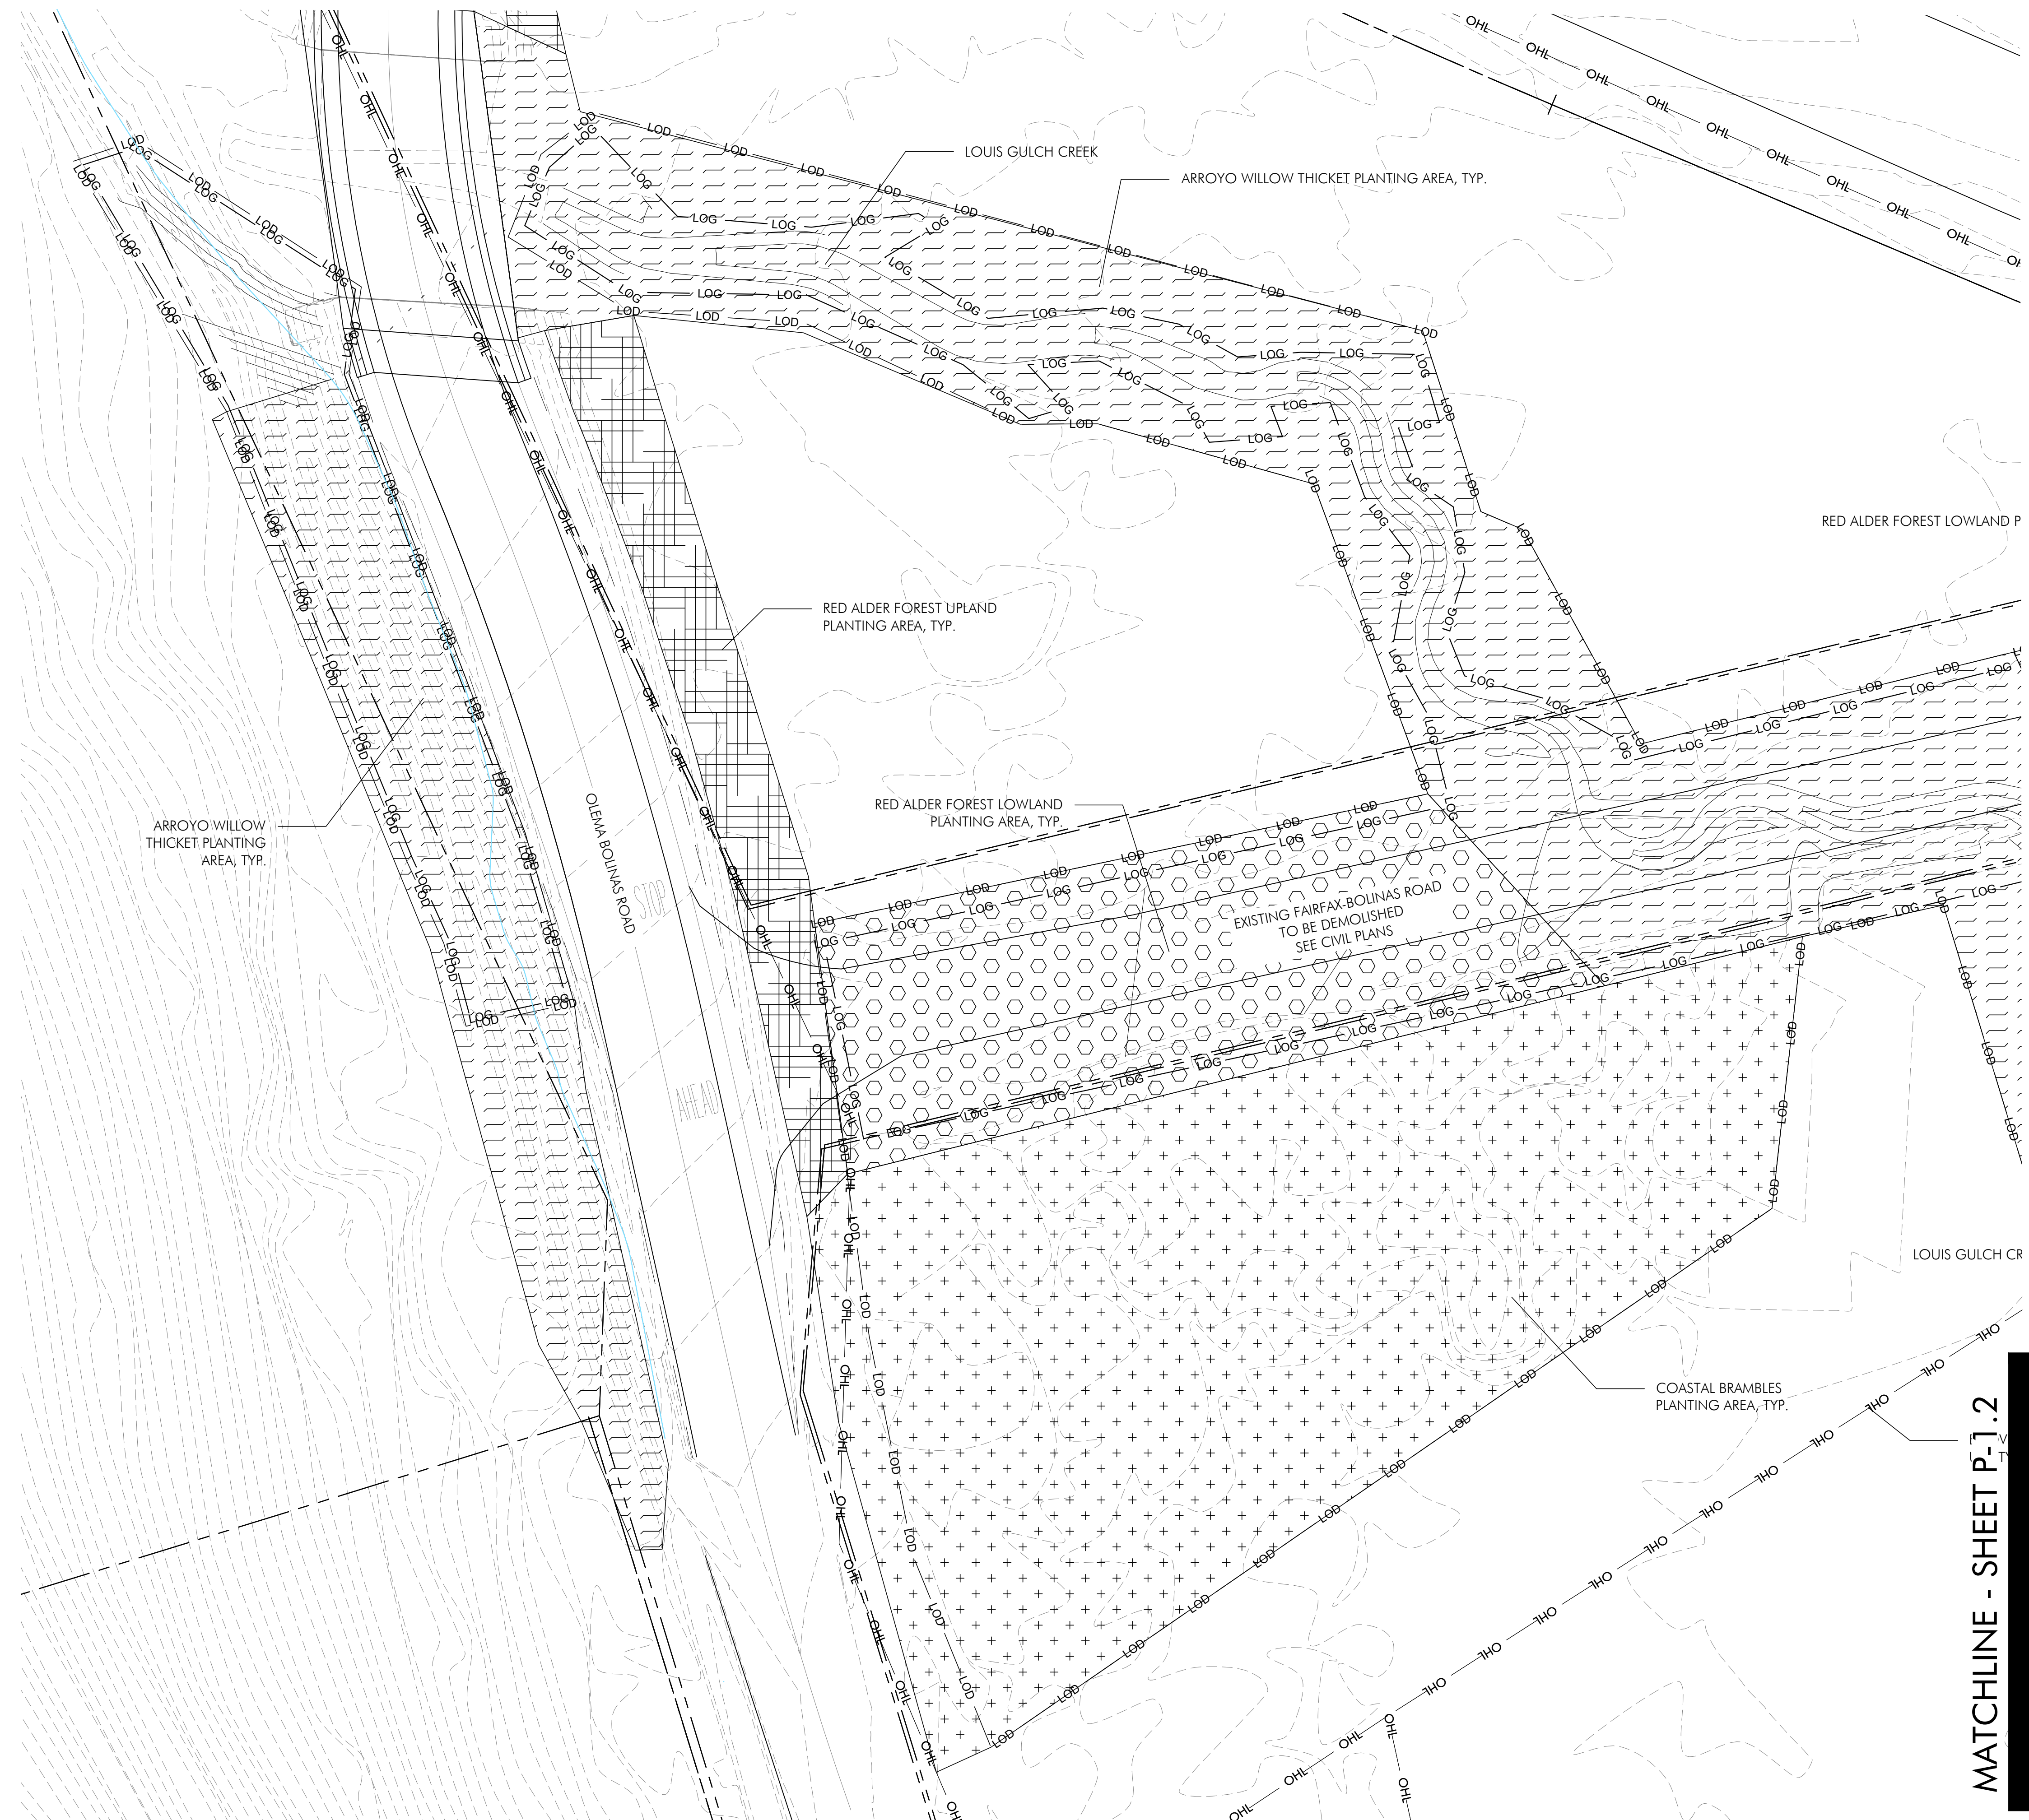 LOUIS GULCH CREEK
ARROYO WILLOW THICKET PLANTING AREA, TYP.
RED ALDER FOREST LOWLAND P
RED ALDER FOREST UPLAND
PLANTING AREA, TYP.
RED ALDER FOREST LOWLAND
PLANTING AREA, TYP.
ARROYO WILLOW
THICKET PLANTING
AREA, TYP.
OLEMA BOLINAS ROAD
STOP
AHEAD
EXISTING FAIRFAX-BOLINAS ROAD
TO BE DEMOLISHED
SEE CIVIL PLANS
LOUIS GULCH CR
COASTAL BRAMBLES
PLANTING AREA, TYP.
MATCHLINE - SHEET P-1.2
OHL
LOD
LOG